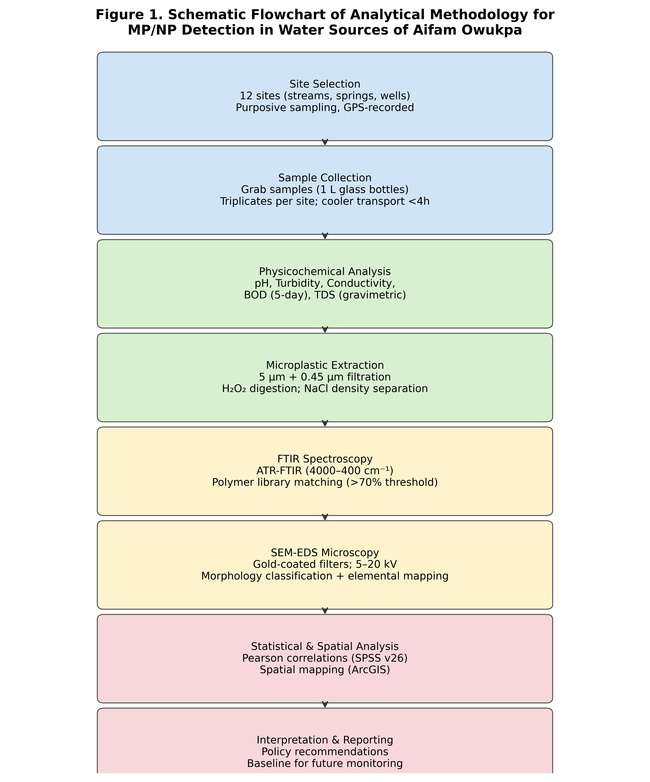 Figure 1. Schematic Flowchart of Analytical Methodology for
MP/NP Detection in Water Sources of Aifam Owukpa
Site Selection
12 sites (streams, springs, wells)
Purposive sampling, GPS-recorded
Sample Collection
Grab samples (1 L glass bottles)
Triplicates per site; cooler transport <4h
Physicochemical Analysis
pH, Turbidity, Conductivity,
BOD (5-day), TDS (gravimetric)
Microplastic Extraction
5 µm + 0.45 µm filtration
H₂O₂ digestion; NaCl density separation
FTIR Spectroscopy
ATR-FTIR (4000–400 cm⁻¹)
Polymer library matching (>70% threshold)
SEM-EDS Microscopy
Gold-coated filters; 5–20 kV
Morphology classification + elemental mapping
Statistical & Spatial Analysis
Pearson correlations (SPSS v26)
Spatial mapping (ArcGIS)
Interpretation & Reporting
Policy recommendations
Baseline for future monitoring